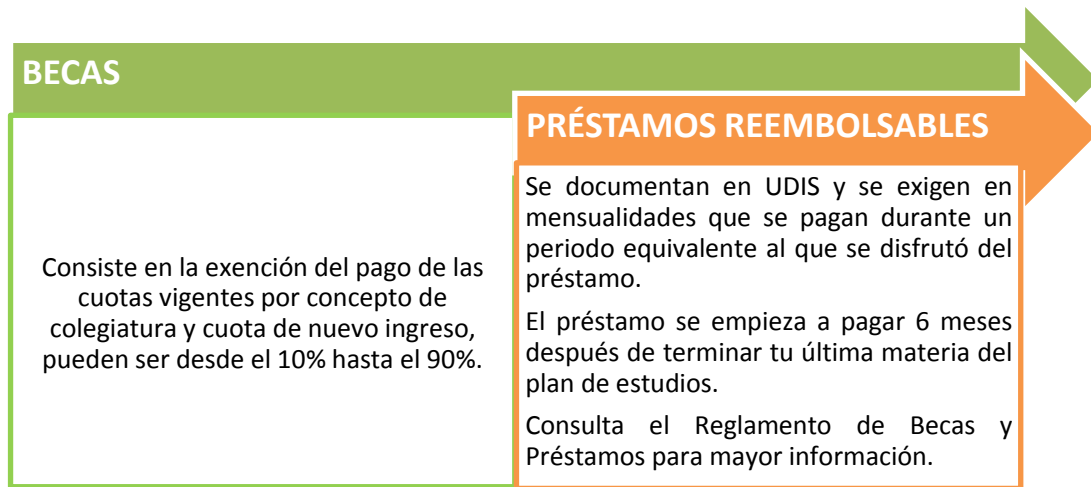 BECAS
Consiste en la exención del pago de las
cuotas vigentes por concepto de
colegiatura y cuota de nuevo ingreso,
pueden ser desde el 10% hasta el 90%.
PRÉSTAMOS REEMBOLSABLES
Se documentan en UDIS y se exigen en
mensualidades que se pagan durante un
periodo equivalente al que se disfrutó del
préstamo.
El préstamo se empieza a pagar 6 meses
después de terminar tu última materia del
plan de estudios.
Consulta el Reglamento de Becas y
Préstamos para mayor información.